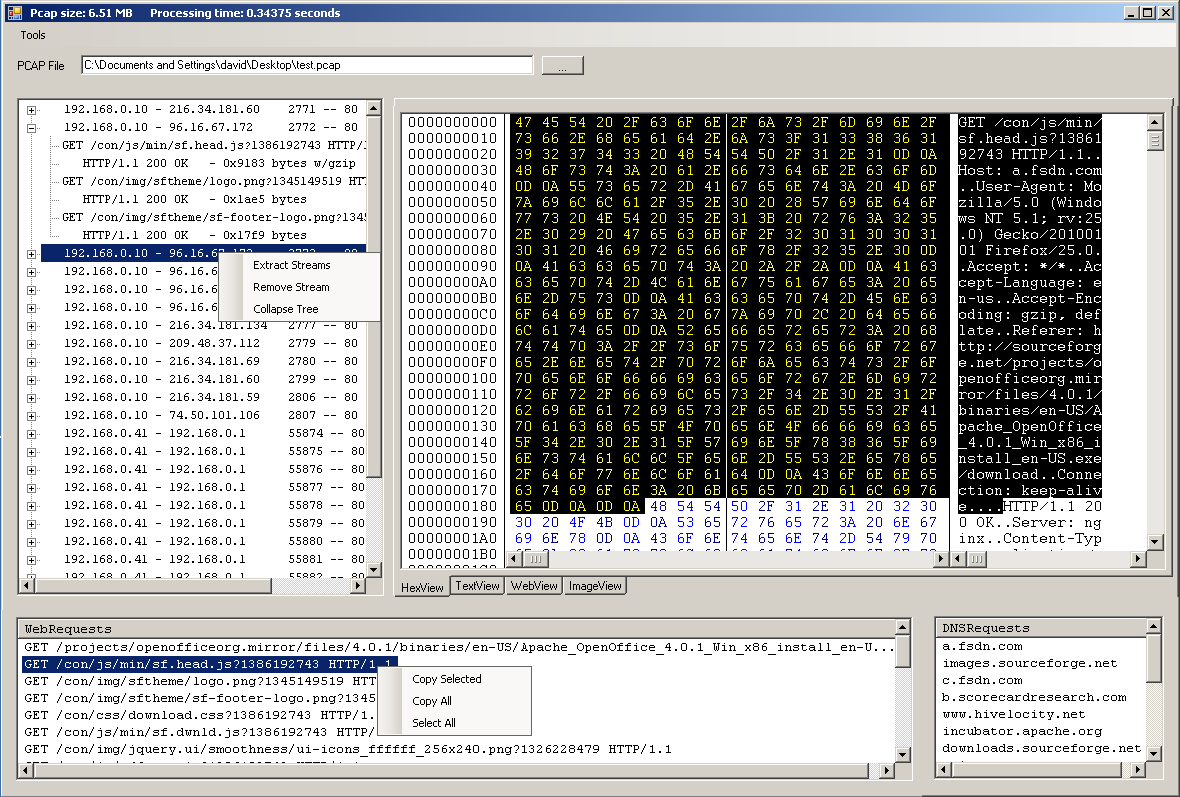 Pcap size: 6.51 MB Processing time: 0.34375 seconds
Tools
PCAP File C:\Documents and Settings\david\Desktop\test.pcap ...
192.168.0.10 - 216.34.181.60 2771 -- 80
192.168.0.10 - 96.16.67.172 2772 -- 80
GET /con/js/min/sf.head.js?1386192743 HTTP/
HTTP/1.1 200 OK - 0x9183 bytes w/gzip
GET /con/img/sftheme/logo.png?1345149519 HT
HTTP/1.1 200 OK - 0x1ae5 bytes
GET /con/img/sftheme/sf-footer-logo.png?1345
HTTP/1.1 200 OK - 0x17f9 bytes
192.168.0.10 - 96.16.67.172 2773 -- 80
192.168.0.10 - 96.16.6
192.168.0.10 - 96.16.6
192.168.0.10 - 96.16.6
192.168.0.10 - 216.34.181.134 2777 -- 80
192.168.0.10 - 209.48.37.112 2779 -- 80
192.168.0.10 - 216.34.181.69 2780 -- 80
192.168.0.10 - 216.34.181.60 2799 -- 80
192.168.0.10 - 216.34.181.59 2806 -- 80
192.168.0.10 - 74.50.101.106 2807 -- 80
192.168.0.41 - 192.168.0.1 55874 -- 80
192.168.0.41 - 192.168.0.1 55875 -- 80
192.168.0.41 - 192.168.0.1 55876 -- 80
192.168.0.41 - 192.168.0.1 55877 -- 80
192.168.0.41 - 192.168.0.1 55878 -- 80
192.168.0.41 - 192.168.0.1 55879 -- 80
192.168.0.41 - 192.168.0.1 55880 -- 80
192.168.0.41 - 192.168.0.1 55881 -- 80
192.168.0.41 - 192.168.0.1 55882 -- 80
Extract Streams
Remove Stream
Collapse Tree
0000000000 47 45 54 20 2F 63 6F 6E 2F 6A 73 2F 6D 69 6E 2F GET /con/js/min/
0000000010 73 66 2E 68 65 61 64 2E 6A 73 3F 31 33 38 36 31 sf.head.js?13861
0000000020 39 32 37 34 33 20 48 54 54 50 2F 31 2E 31 0D 0A 92743 HTTP/1.1..
0000000030 48 6F 73 74 3A 20 61 2E 66 73 64 6E 2E 63 6F 6D Host: a.fsdn.com
0000000040 0D 0A 55 73 65 72 2D 41 67 65 6E 74 3A 20 4D 6F ..User-Agent: Mo
0000000050 7A 69 6C 6C 61 2F 35 2E 30 20 28 57 69 6E 64 6F zilla/5.0 (Windo
0000000060 77 73 20 4E 54 20 35 2E 31 3B 20 72 76 3A 32 35 ws NT 5.1; rv:25
0000000070 2E 30 29 20 47 65 63 6B 6F 2F 32 30 31 30 30 31 .0) Gecko/201001
0000000080 30 31 20 46 69 72 65 66 6F 78 2F 32 35 2E 30 0D 01 Firefox/25.0.
0000000090 0A 41 63 63 65 70 74 3A 20 2A 2F 2A 0D 0A 41 63 .Accept: */*..Ac
00000000A0 63 65 70 74 2D 4C 61 6E 67 75 61 67 65 3A 20 65 cept-Language: e
00000000B0 6E 2D 75 73 0D 0A 41 63 63 65 70 74 2D 45 6E 63 n-us..Accept-Enc
00000000C0 6F 64 69 6E 67 3A 20 67 7A 69 70 2C 20 64 65 66 oding: gzip, def
00000000D0 6C 61 74 65 0D 0A 52 65 66 65 72 65 72 3A 20 68 late..Referer: h
00000000E0 74 74 70 3A 2F 2F 73 6F 75 72 63 65 66 6F 72 67 ttp://sourceforg
00000000F0 65 2E 6E 65 74 2F 70 72 6F 6A 65 63 74 73 2F 6F e.net/projects/o
0000000100 70 65 6E 6F 66 66 69 63 65 6F 72 67 2E 6D 69 72 penofficeorg.mir
0000000110 72 6F 72 2F 66 69 6C 65 73 2F 34 2E 30 2E 31 2F ror/files/4.0.1/
0000000120 62 69 6E 61 72 69 65 73 2F 65 6E 2D 55 53 2F 41 binaries/en-US/A
0000000130 70 61 63 68 65 5F 4F 70 65 6E 4F 66 66 69 63 65 pache_OpenOffice
0000000140 5F 34 2E 30 2E 31 5F 57 69 6E 5F 78 38 36 5F 69 _4.0.1_Win_x86_i
0000000150 6E 73 74 61 6C 6C 5F 65 6E 2D 55 53 2E 65 78 65 nstall_en-US.exe
0000000160 2F 64 6F 77 6E 6C 6F 61 64 0D 0A 43 6F 6E 6E 65 /download..Conne
0000000170 63 74 69 6F 6E 3A 20 6B 65 65 70 2D 61 6C 69 76 ction: keep-aliv
0000000180 65 0D 0A 0D 0A 48 54 54 50 2F 31 2E 31 20 32 30 e....HTTP/1.1 20
0000000190 30 20 4F 4B 0D 0A 53 65 72 76 65 72 3A 20 6E 67 0 OK..Server: ng
00000001A0 69 6E 78 0D 0A 43 6F 6E 74 65 6E 74 2D 54 79 70 inx..Content-Typ
00000001B0
HexView TextView WebView ImageView
WebRequests
GET /projects/openofficeorg.mirror/files/4.0.1/binaries/en-US/Apache_OpenOffice_4.0.1_Win_x86_install_en-U...
GET /con/js/min/sf.head.js?1386192743 HTTP/1.1
GET /con/img/sftheme/logo.png?1345149519 HTT
GET /con/img/sftheme/sf-footer-logo.png?1345
GET /con/css/download.css?1386192743 HTTP/1.
GET /con/js/min/sf.dwnld.js?1386192743 HTTP/
GET /con/img/jquery.ui/smoothness/ui-icons_ffffff_256x240.png?1326228479 HTTP/1.1
Copy Selected
Copy All
Select All
DNSRequests
a.fsdn.com
images.sourceforge.net
c.fsdn.com
b.scorecardresearch.com
www.hivelocity.net
incubator.apache.org
downloads.sourceforge.net